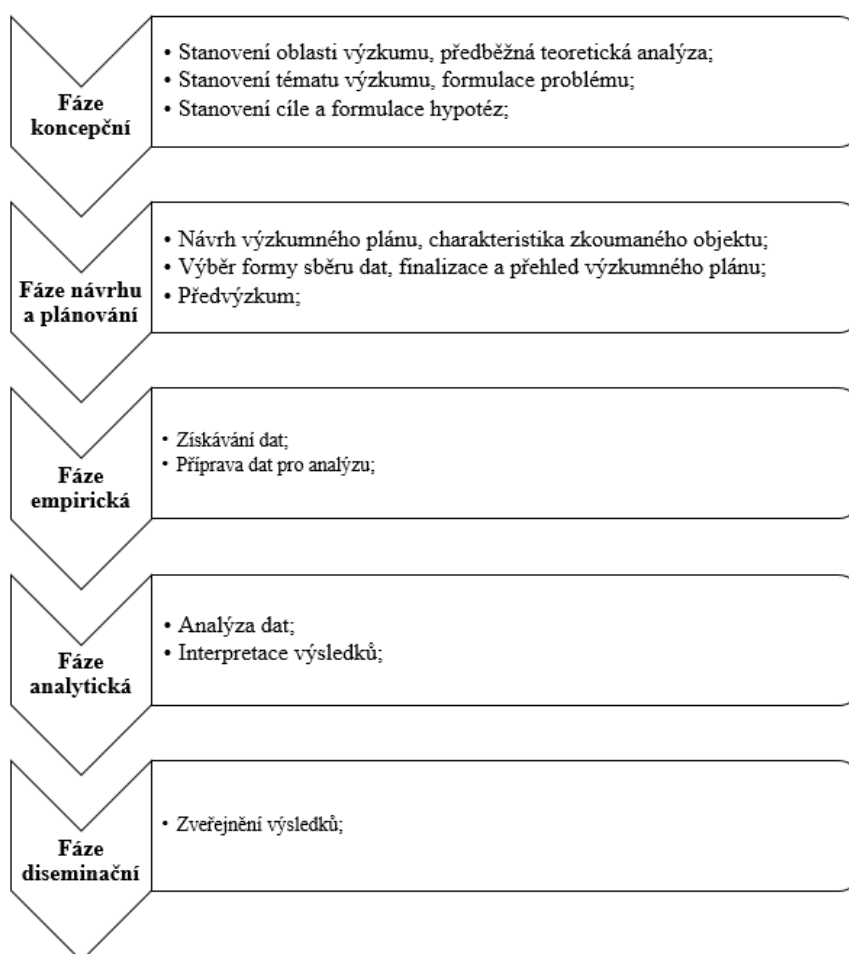 Fáze
koncepční
• Stanovení oblasti výzkumu, předběžná teoretická analýza;
• Stanovení tématu výzkumu, formulace problému;
• Stanovení cíle a formulace hypotéz;
Fáze návrhu
a plánování
• Návrh výzkumného plánu, charakteristika zkoumaného objektu;
• Výběr formy sběru dat, finalizace a přehled výzkumného plánu;
• Předvýzkum;
Fáze
empirická
• Získávání dat;
• Příprava dat pro analýzu;
Fáze
analytická
• Analýza dat;
• Interpretace výsledků;
Fáze
diseminační
• Zveřejnění výsledků;